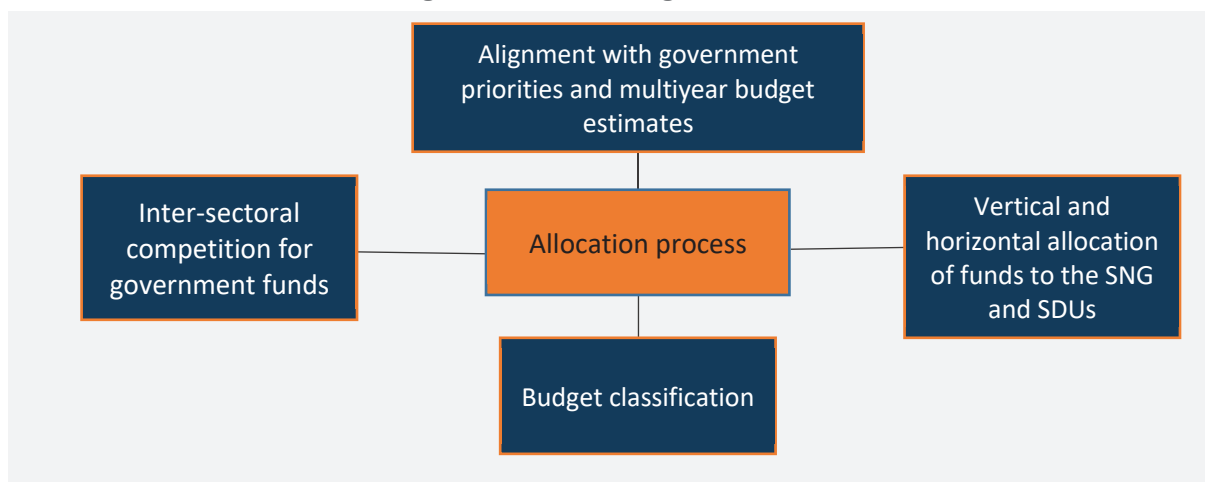 Alignment with government
priorities and multiyear budget
estimates
Inter-sectoral
competition for
government funds
Allocation process
Vertical and
horizontal allocation
of funds to the SNG
and SDUs
Budget classification